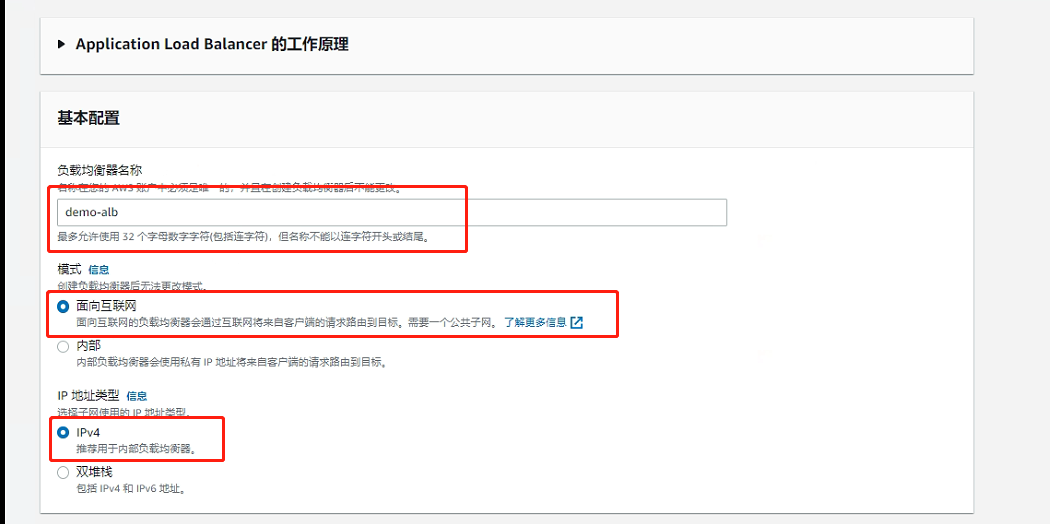 Application Load Balancer 的工作原理
基本配置
负载均衡器名称
名称在您的 AWS 账户中必须是唯一的，并且在创建负载均衡器后不能更改。
demo-alb
最多允许使用 32 个字母数字字符(包括连字符)，但名称不能以连字符开头或结尾。
模式 信息
创建负载均衡器后无法更改模式。
面向互联网
面向互联网的负载均衡器会通过互联网将来自客户端的请求路由到目标。需要一个公共子网。 了解更多信息
内部
内部负载均衡器会使用私有 IP 地址将来自客户端的请求路由到目标。
IP 地址类型 信息
选择子网使用的 IP 地址类型。
IPv4
推荐用于内部负载均衡器。
双堆栈
包括 IPv4 和 IPv6 地址。